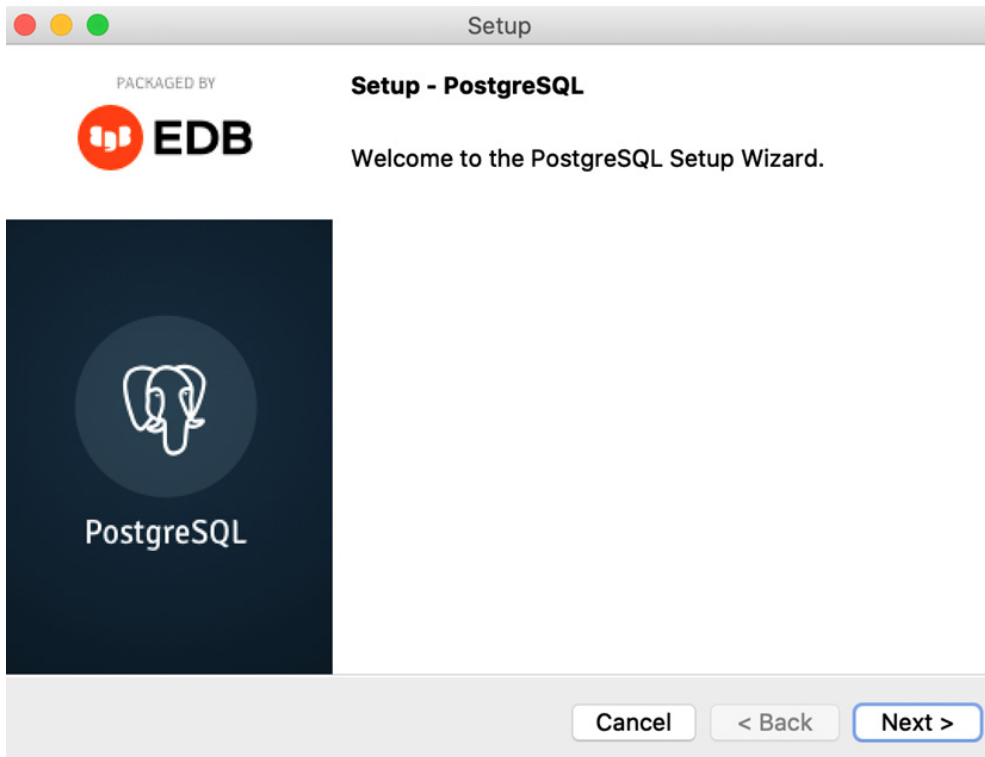 Setup
PACKAGED BY
EDB
Setup - PostgreSQL
Welcome to the PostgreSQL Setup Wizard.
PostgreSQL
Cancel
< Back
Next >